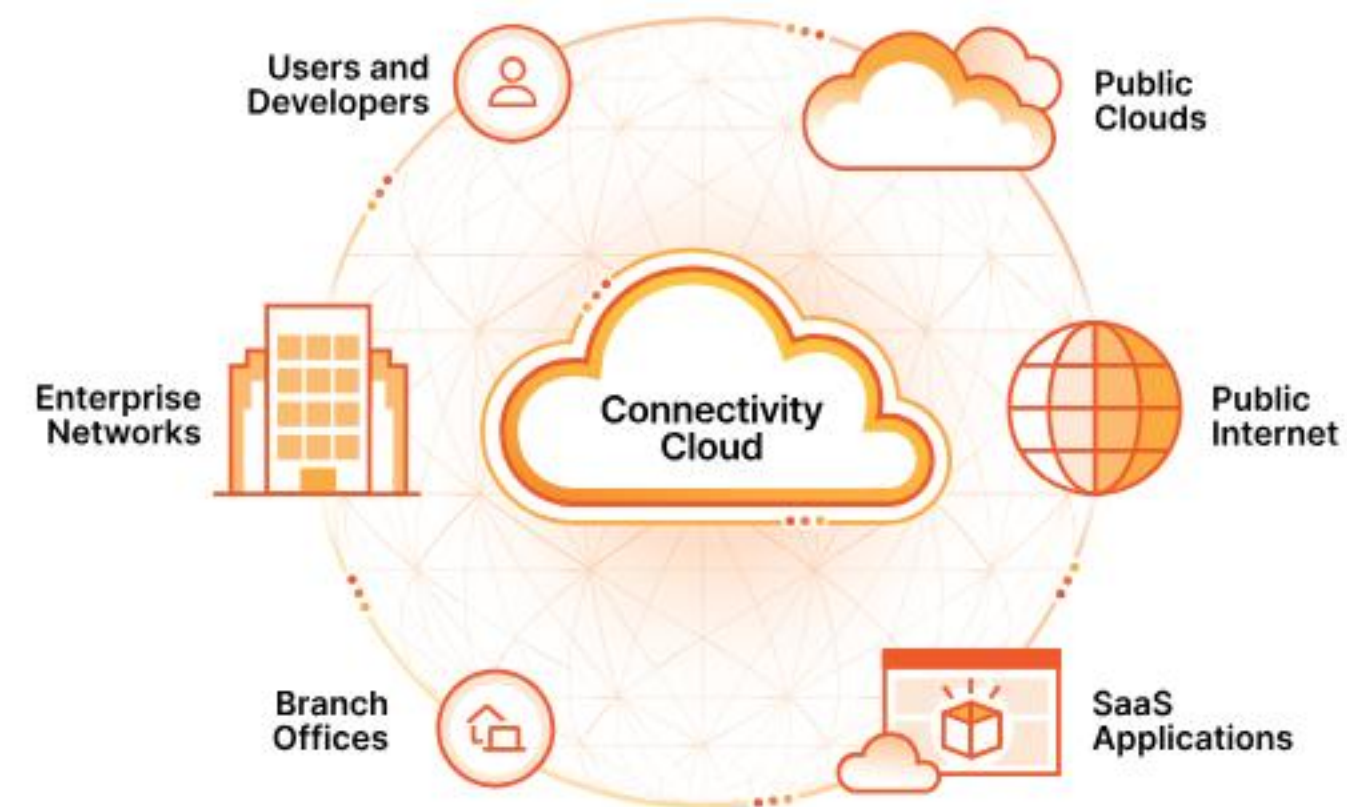 Users and
Developers
Public
Clouds
Enterprise
Networks
Connectivity
Cloud
Public
Internet
Branch
Offices
SaaS
Applications